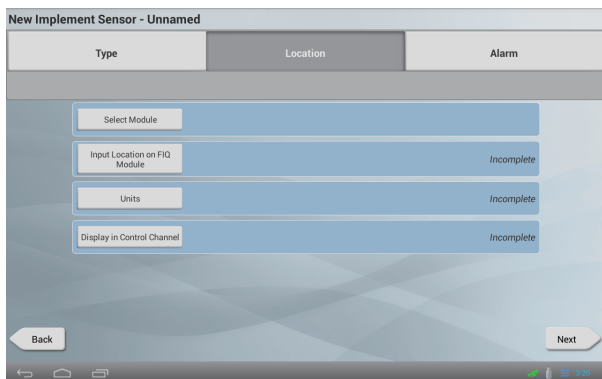 New Implement Sensor - Unnamed
Type
Location
Alarm
Select Module
Input Location on FIQ
Module
Incomplete
Units
Incomplete
Display in Control Channel
Incomplete
Back
Next